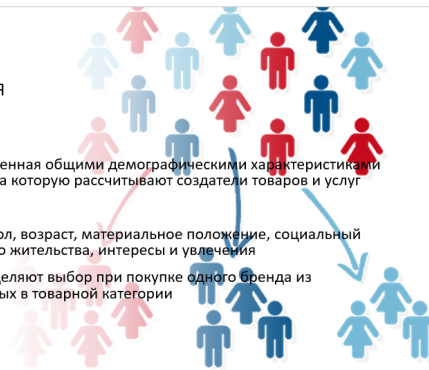 Я
енная общими демографическими характеристиками
а которую рассчитывают создатели товаров и услуг
ол, возраст, материальное положение, социальный
о жительства, интересы и увлечения
еляют выбор при покупке одного бренда из
ых в товарной категории